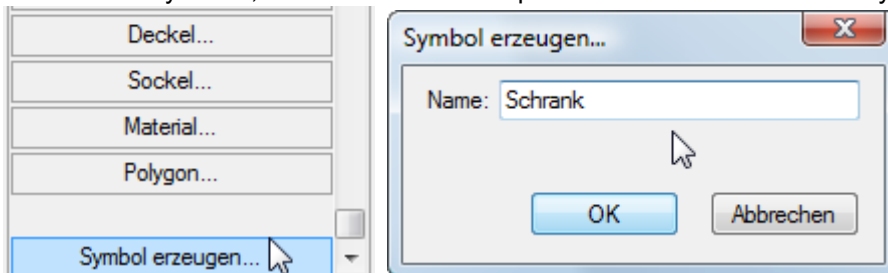 Deckel...
Sockel...
Material...
Polygon...
Symbol erzeugen...
Symbol erzeugen...
Name: Schrank
OK Abbrechen